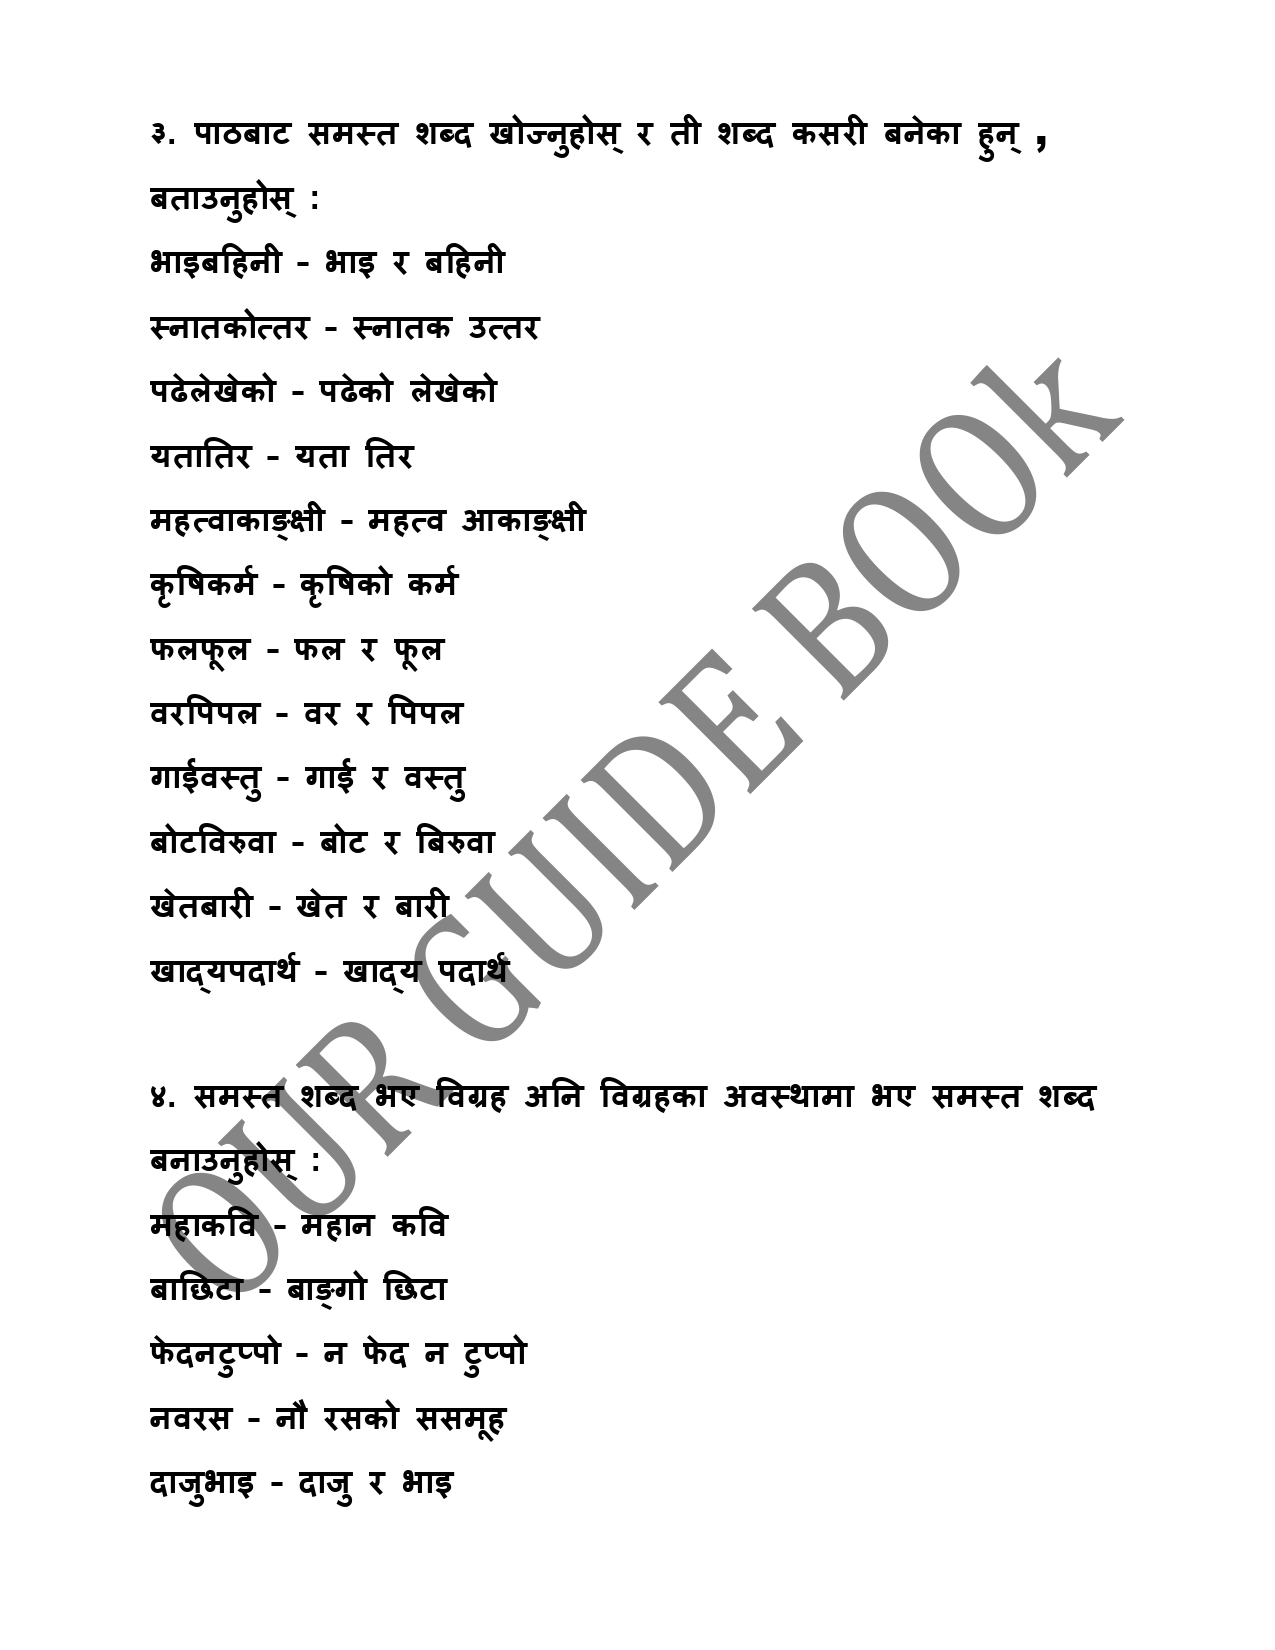 ३. पाठबाट समस्त शब्द खोज्नुहोस् र ती शब्द कसरी बनेका हुन् ,
बताउनुहोस् :
भाइबहिनी – भाइ र बहिनी
स्नातकोत्तर – स्नातक उत्तर
पढेलेखेको – पढेको लेखेको
यतातिर – यता तिर
महत्वाकाङ्क्षी – महत्व आकाङ्क्षी
कृषिकर्म – कृषिको कर्म
फलफूल – फल र फूल
वरपिपल – वर र पिपल
गाईवस्तु – गाई र वस्तु
बोटविरुवा – बोट र बिरुवा
खेतबारी – खेत र बारी
खाद्यपदार्थ – खाद्य पदार्थ
४. समस्त शब्द भए विग्रह अनि विग्रहका अवस्थामा भए समस्त शब्द
बनाउनुहोस् :
महाकवि – महान कवि
बाछिटा – बाङ्गो छिटा
फेदनटुप्पो – न फेद न टुप्पो
नवरस – नौ रसको ससमूह
दाजुभाइ – दाजु र भाइ
OUR GUIDE BOOk